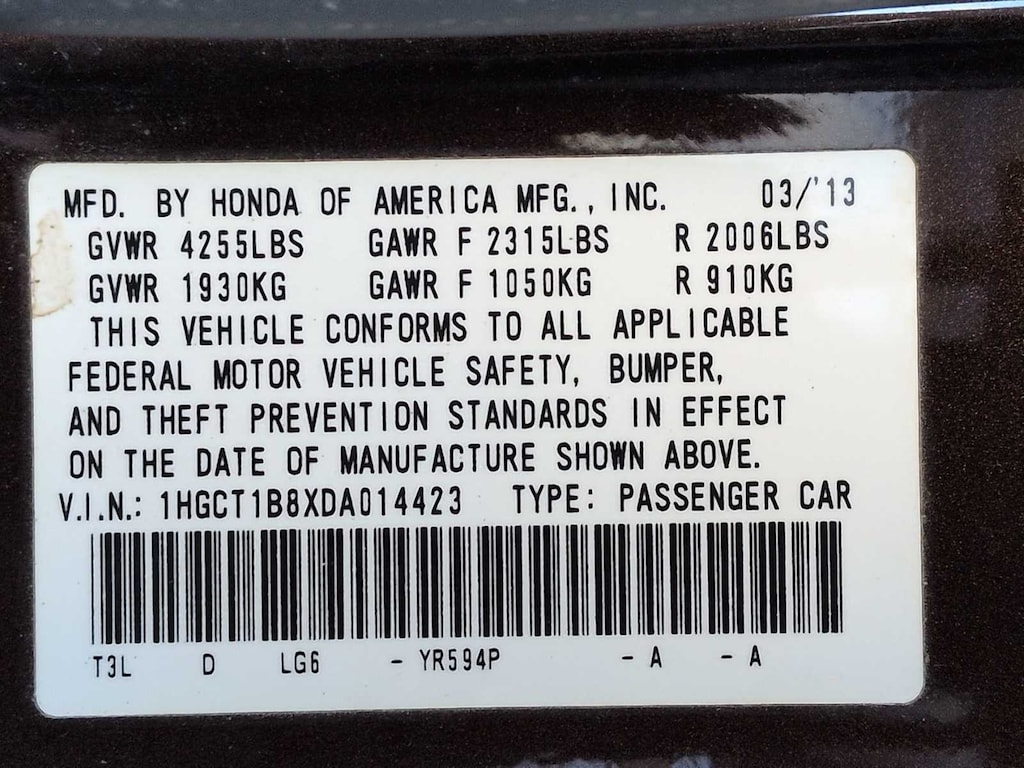 MFD. BY HONDA OF AMERICA MFG., INC. 03/'13
GVWR 4255LBS GAWR F 2315LBS R 2006LBS
GVWR 1930KG GAWR F 1050KG R 910KG
THIS VEHICLE CONFORMS TO ALL APPLICABLE
FEDERAL MOTOR VEHICLE SAFETY, BUMPER,
AND THEFT PREVENTION STANDARDS IN EFFECT
ON THE DATE OF MANUFACTURE SHOWN ABOVE.
V.I.N.: 1HGCT1B8XDA014423 TYPE: PASSENGER CAR
T3L D LG6 - YR594P - A - A